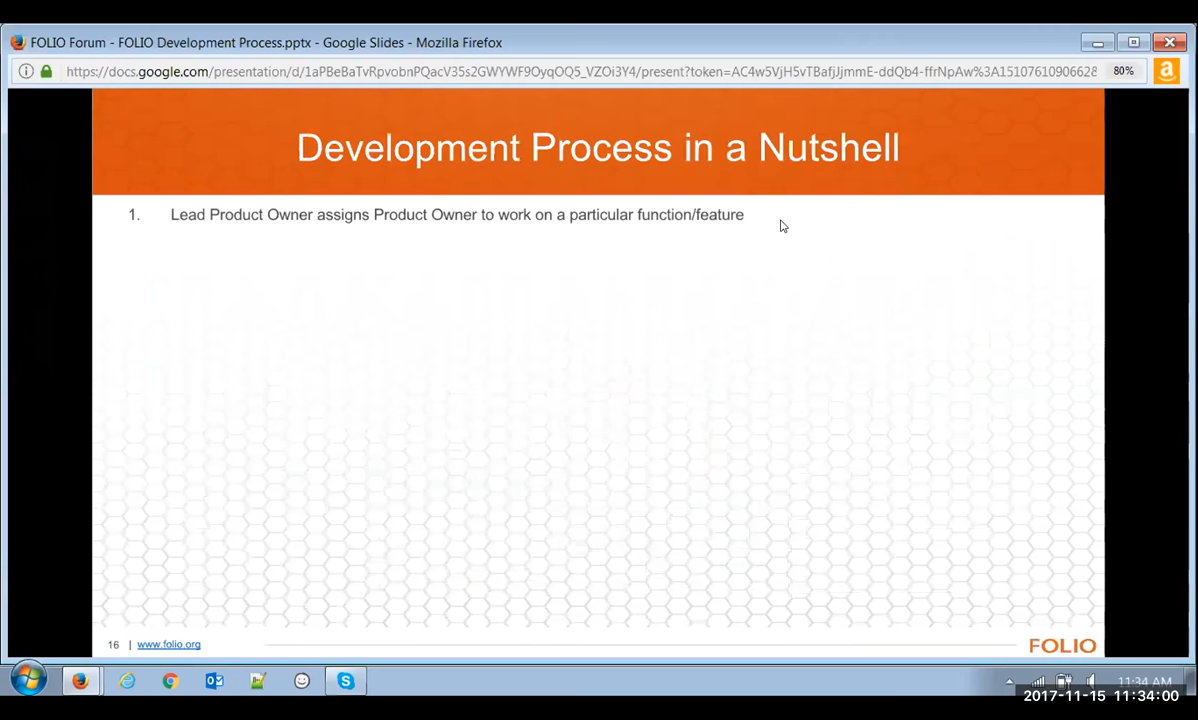 FOLIO Forum - FOLIO Development Process.pptx - Google Slides - Mozilla Firefox
https://docs.google.com/presentation/d/1aPBeBaTvRpvobnPQacV35s2GWYWF9OyqOQ5_VZOi3Y4/present?token=AC4w5VjH5vTBafjJjmmE-ddQb4-ffrNpAw%3A15107610906628 80%
Development Process in a Nutshell
1. Lead Product Owner assigns Product Owner to work on a particular function/feature
16 | www.folio.org
FOLIO
11:34 AM
2017-11-15 11:34:00